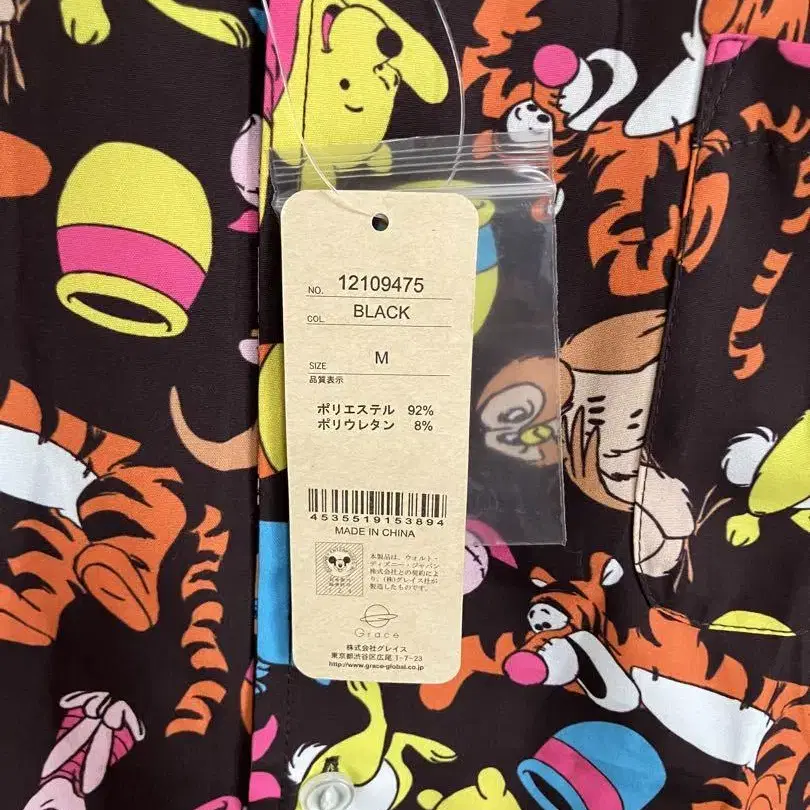 NO. 12109475
COL. BLACK
SIZE M
品質表示
ポリエステル 92%
ポリウレタン 8%
4535519153894
MADE IN CHINA
本製品は、ウォルト・
ディズニー・ジャパン
株式会社との契約によ
り、(株)グレイス社が
製造したものです。
Grace
株式会社グレイス
東京都渋谷区広尾 1-7-23
www.grace-global.co.jp